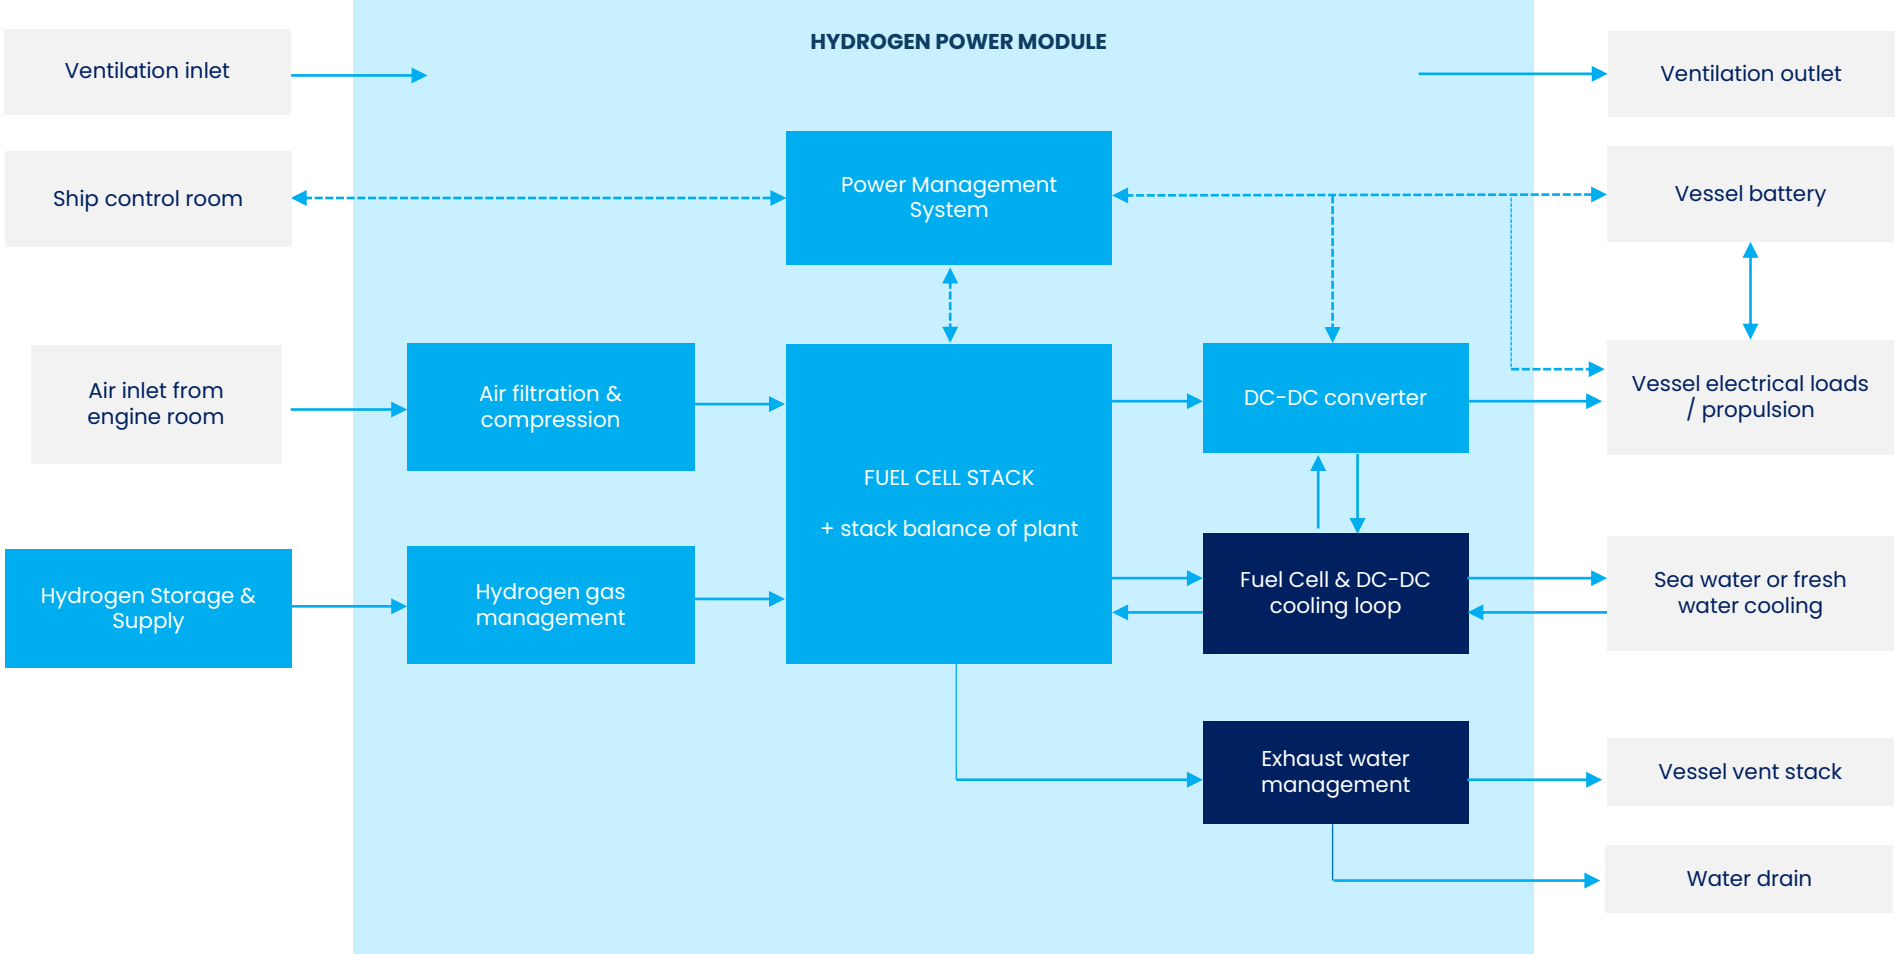 HYDROGEN POWER MODULE
Ventilation inlet
Ventilation outlet
Ship control room
Power Management
System
Vessel battery
Air inlet from
engine room
Air filtration &
compression
FUEL CELL STACK
+ stack balance of plant
DC-DC converter
Vessel electrical loads
/ propulsion
Hydrogen Storage &
Supply
Hydrogen gas
management
Fuel Cell & DC-DC
cooling loop
Sea water or fresh
water cooling
Exhaust water
management
Vessel vent stack
Water drain